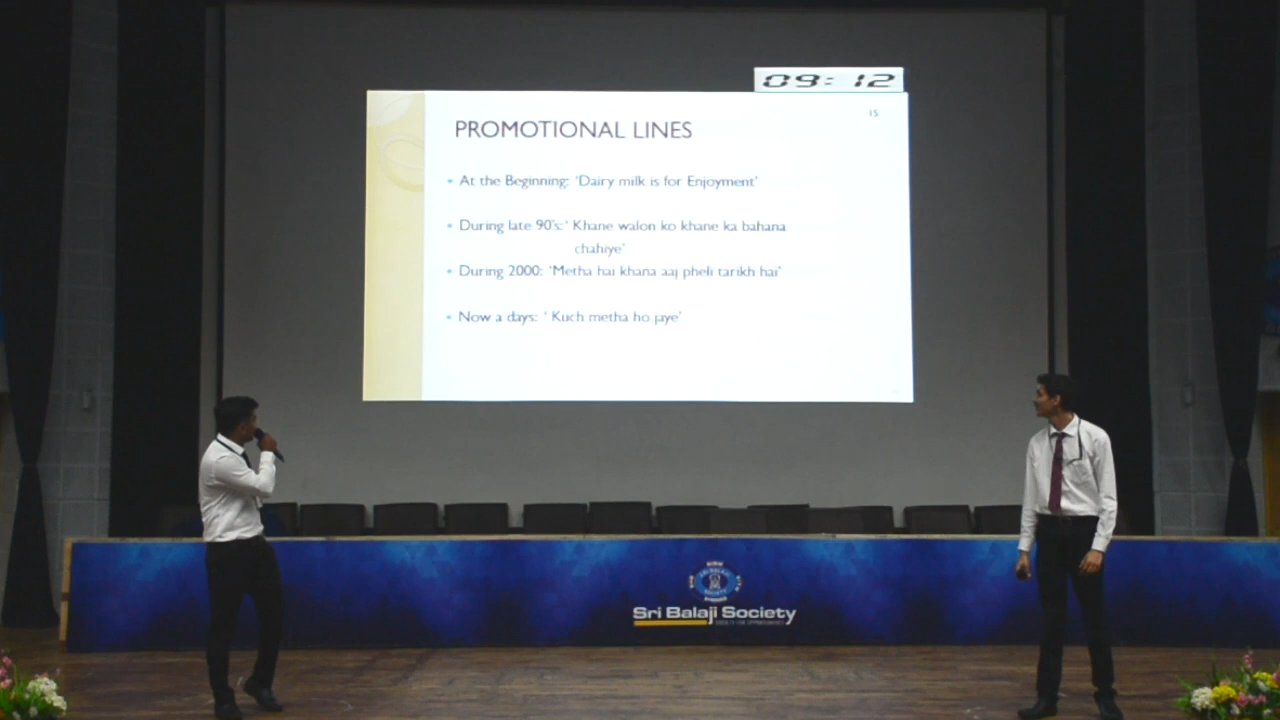 09: 12
15
PROMOTIONAL LINES
• At the Beginning: ‘Dairy milk is for Enjoyment’
• During late 90's:‘ Khane walon ko khane ka bahana
chahiye’
• During 2000: ‘Metha hai khana aaj pheli tarikh hai’
• Now a days: ‘ Kuch metha ho jaye’
Sri Balaji Society